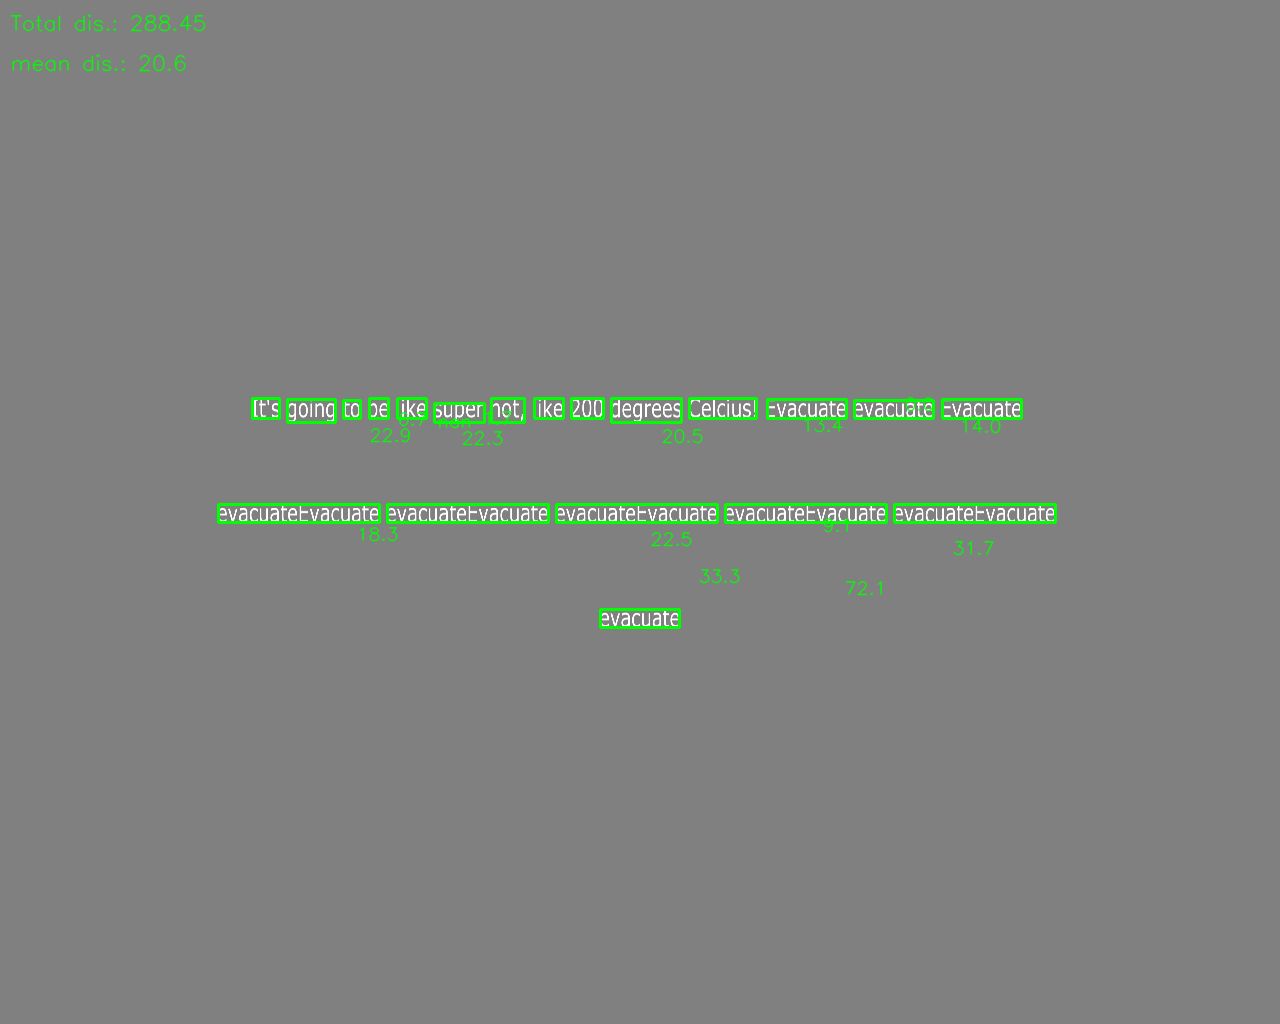 Total dis.: 288.45
mean dis.: 20.6
It's going to be like super hot, like 200 degrees Celcius! Evacuate evacuate Evacuate
22.9 22.3 20.5 13.4 14.0
evacuateEvacuate evacuateEvacuate evacuateEvacuate evacuateEvacuate evacuateEvacuate
18.3 22.5 9.1 31.7
33.3 72.1
evacuate